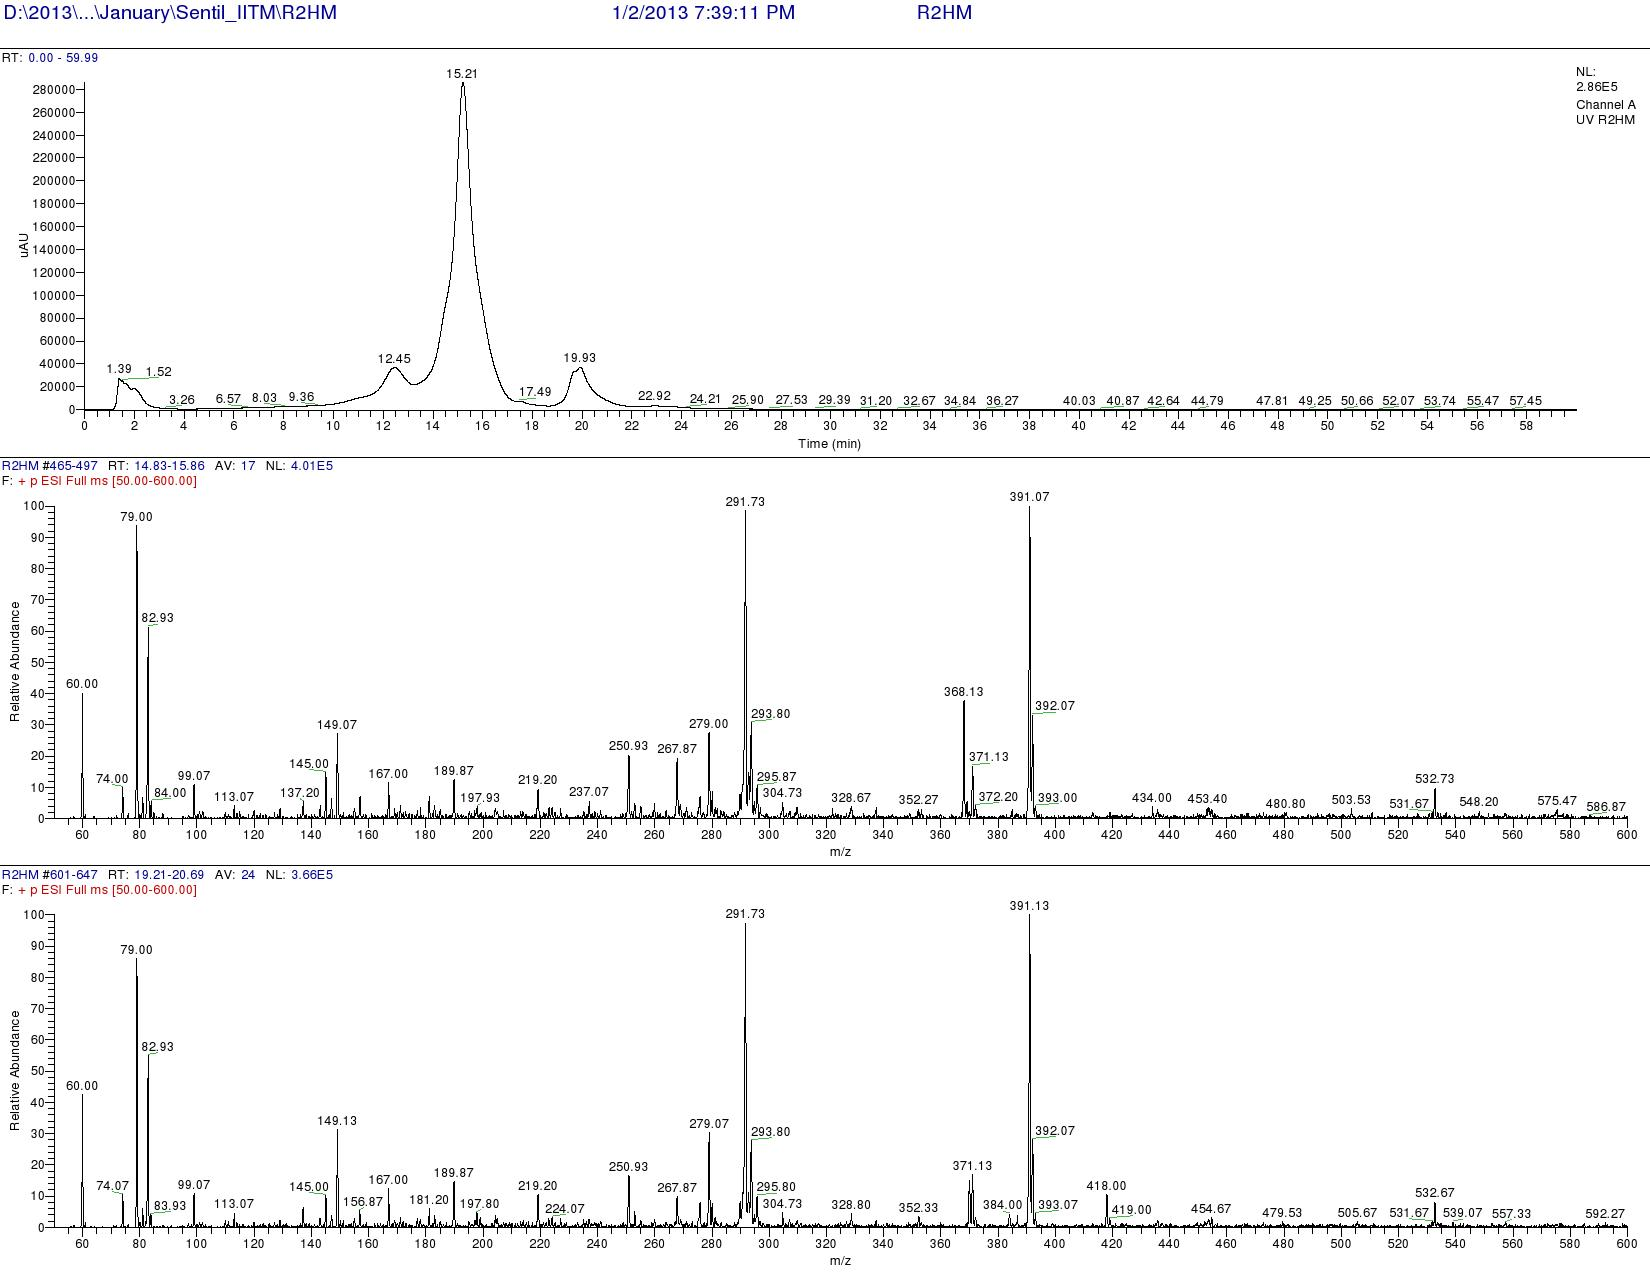 D:\2013\...\January\Sentil_IITM\R2HM 1/2/2013 7:39:11 PM R2HM
RT: 0.00 - 59.99
NL:
2.86E5
Channel A
UV R2HM
15.21
280000
260000
240000
220000
200000
180000
160000
140000
120000
100000
80000
60000
40000
20000
0
uAU
1.39 1.52 3.26 6.57 8.03 9.36 12.45 17.49 19.93 22.92 24.21 25.90 27.53 29.39 31.20 32.67 34.84 36.27 40.03 40.87 42.64 44.79 47.81 49.25 50.66 52.07 53.74 55.47 57.45
0 2 4 6 8 10 12 14 16 18 20 22 24 26 28 30 32 34 36 38 40 42 44 46 48 50 52 54 56 58
Time (min)
R2HM #465-497 RT: 14.83-15.86 AV: 17 NL: 4.01E5
F: + p ESI Full ms [50.00-600.00]
100
90
80
70
60
50
40
30
20
10
0
Relative Abundance
60.00 74.00 79.00 82.93 84.00 99.07 113.07 137.20 145.00 149.07 167.00 189.87 197.93 219.20 237.07 250.93 267.87 279.00 291.73 293.80 295.87 304.73 328.67 352.27 368.13 371.13 372.20 391.07 392.07 393.00 434.00 453.40 480.80 503.53 531.67 532.73 548.20 575.47 586.87
60 80 100 120 140 160 180 200 220 240 260 280 300 320 340 360 380 400 420 440 460 480 500 520 540 560 580 600
m/z
R2HM #601-647 RT: 19.21-20.69 AV: 24 NL: 3.66E5
F: + p ESI Full ms [50.00-600.00]
100
90
80
70
60
50
40
30
20
10
0
Relative Abundance
60.00 74.07 79.00 82.93 83.93 99.07 113.07 145.00 149.13 156.87 167.00 181.20 189.87 197.80 219.20 224.07 250.93 267.87 279.07 291.73 293.80 295.80 304.73 328.80 352.33 371.13 384.00 391.13 392.07 393.07 418.00 419.00 454.67 479.53 505.67 531.67 532.67 539.07 557.33 592.27
60 80 100 120 140 160 180 200 220 240 260 280 300 320 340 360 380 400 420 440 460 480 500 520 540 560 580 600
m/z